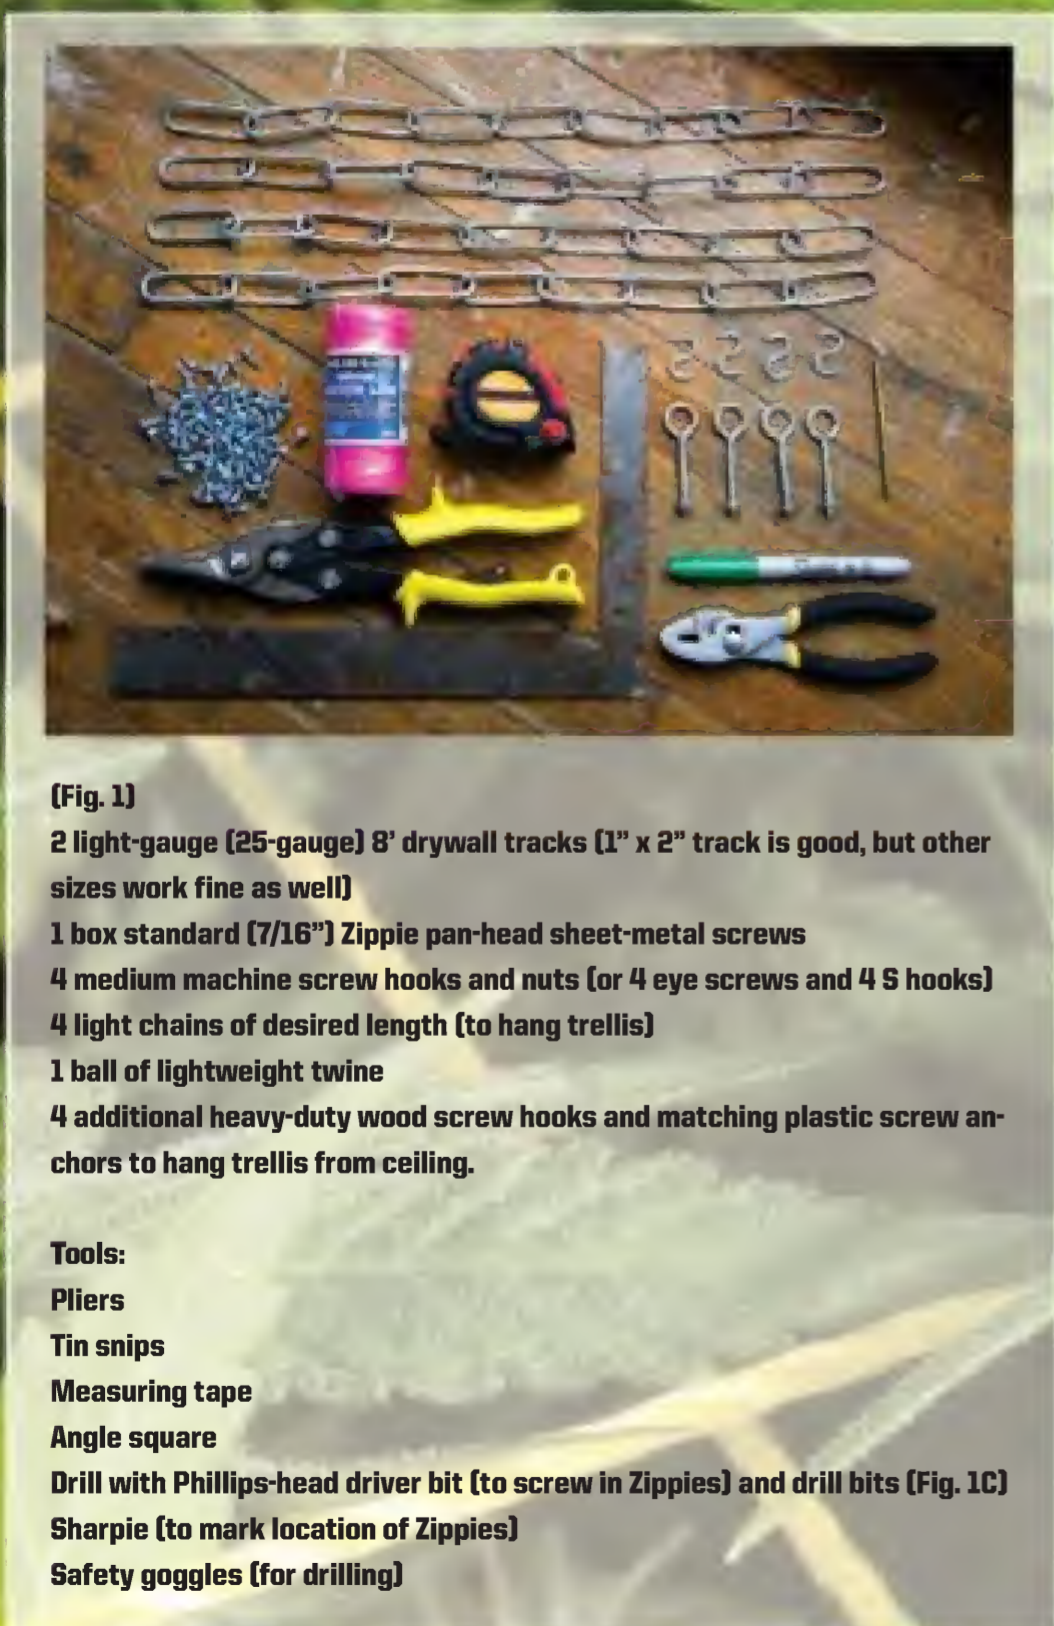 (Fig. 1)
2 light-gauge (25-gauge) 8’ drywall tracks (1” x 2” track is good, but other
sizes work fine as well)
1 box standard (7/16”) Zippie pan-head sheet-metal screws
4 medium machine screw hooks and nuts (or 4 eye screws and 4 S hooks)
4 light chains of desired length (to hang trellis)
1 ball of lightweight twine
4 additional heavy-duty wood screw hooks and matching plastic screw an-
chors to hang trellis from ceiling.
Tools:
Pliers
Tin snips
Measuring tape
Angle square
Drill with Phillips-head driver bit (to screw in Zippies) and drill bits (Fig. 1C)
Sharpie (to mark location of Zippies)
Safety goggles (for drilling)